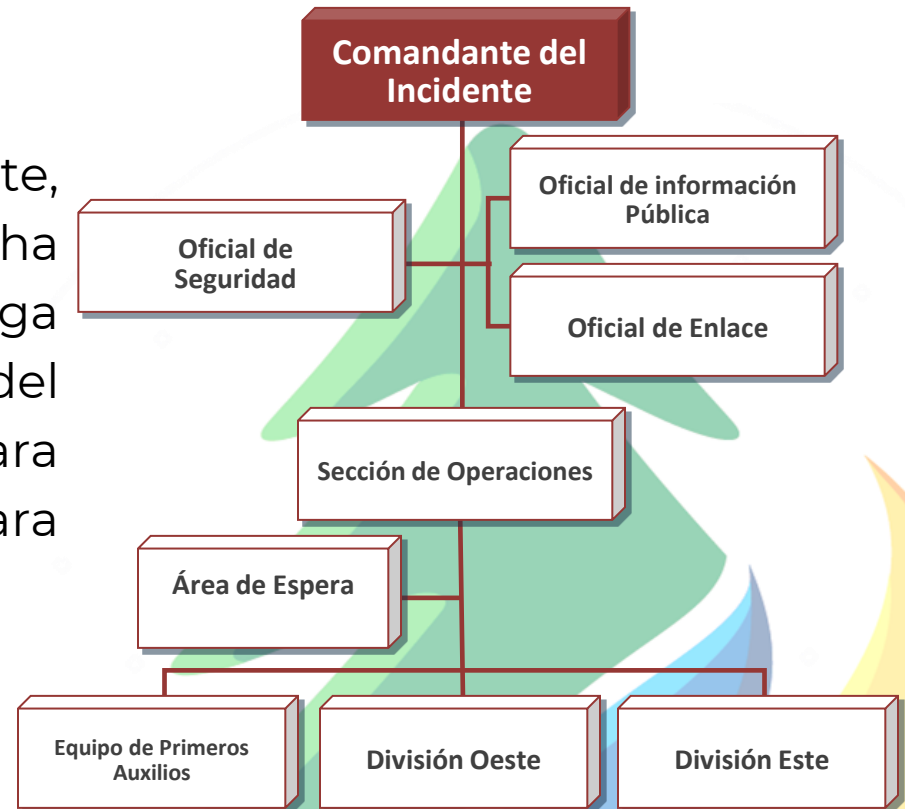 Comandante del
Incidente
te,
ha
ga
del
ara
ara
Oficial de información
Pública
Oficial de
Seguridad
Oficial de Enlace
Sección de Operaciones
Área de Espera
Equipo de Primeros
Auxilios
División Oeste
División Este